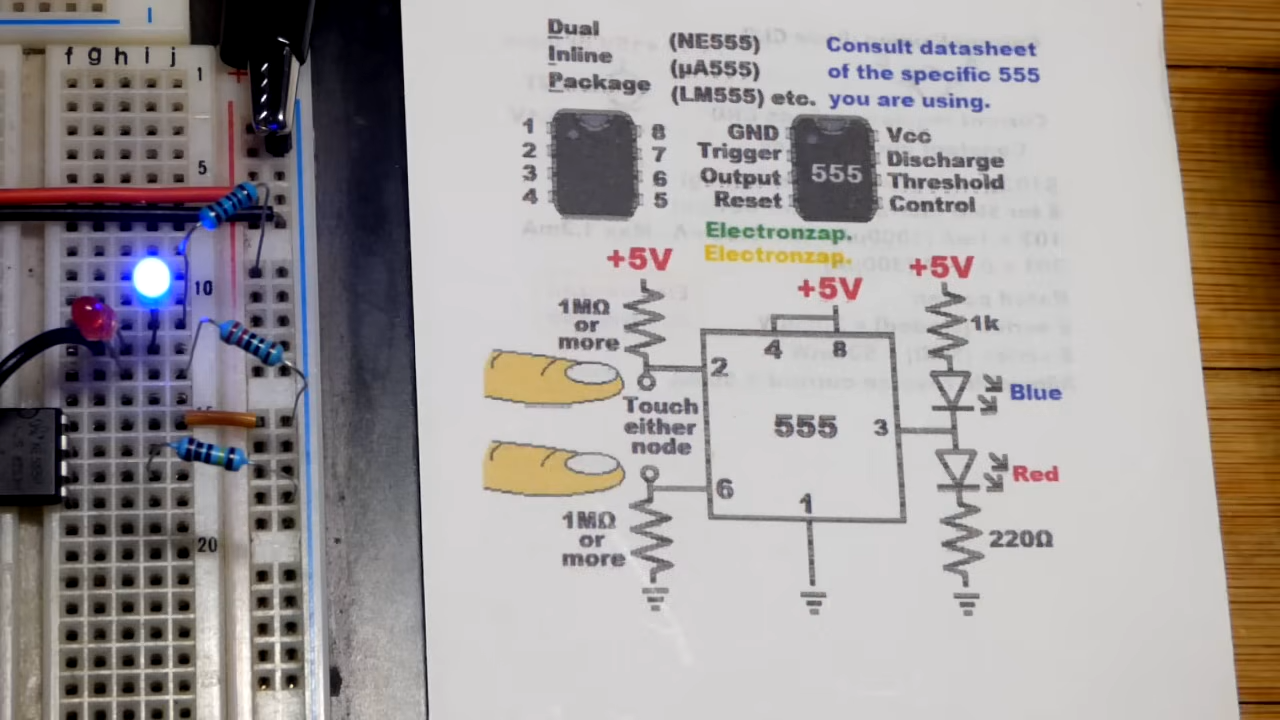 f g h i j
1
5
10
15
20
+
Dual
Inline
Package
(NE555)
(µA555)
(LM555) etc.
Consult datasheet
of the specific 555
you are using.
1 8
2 7
3 6
4 5
GND Vcc
Trigger Discharge
Output 555 Threshold
Reset Control
Electronzap.
Electronzap.
+5V
+5V
+5V
1MΩ
or
more
1k
4 8
2
Blue
Touch
either
node
555
3
Red
6
1
1MΩ
or
more
220Ω